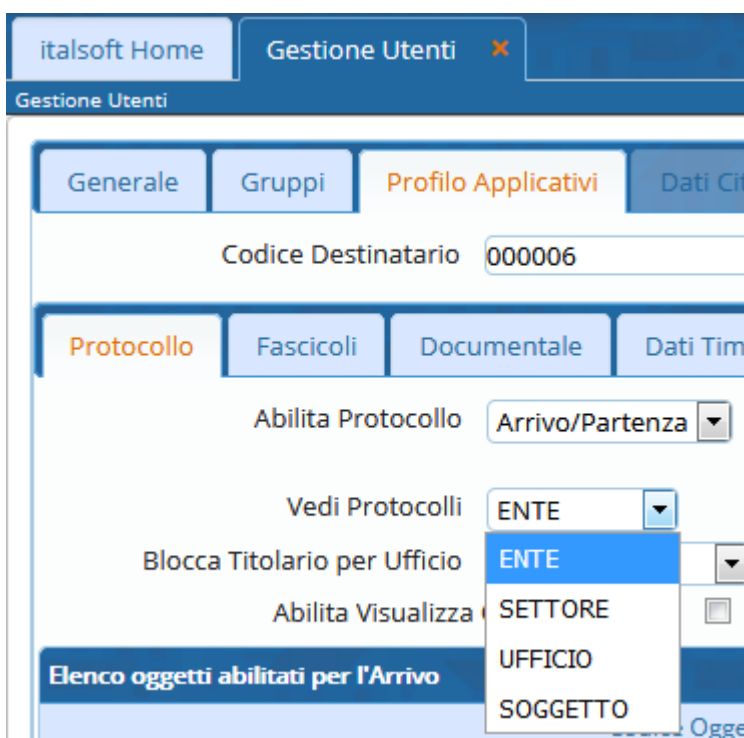 italsoft Home
Gestione Utenti
Gestione Utenti
Generale
Gruppi
Profilo Applicativi
Dati
Codice Destinatario
000006
Protocollo
Fascicoli
Documentale
Dati
Abilita Protocollo
Arrivo/Partenza
Vedi Protocolli
ENTE
Blocca Titolario per Ufficio
ENTE
Abilita Visualizza
SETTORE
UFFICIO
Elenco oggetti abilitati per l'Arrivo
SOGGETTO